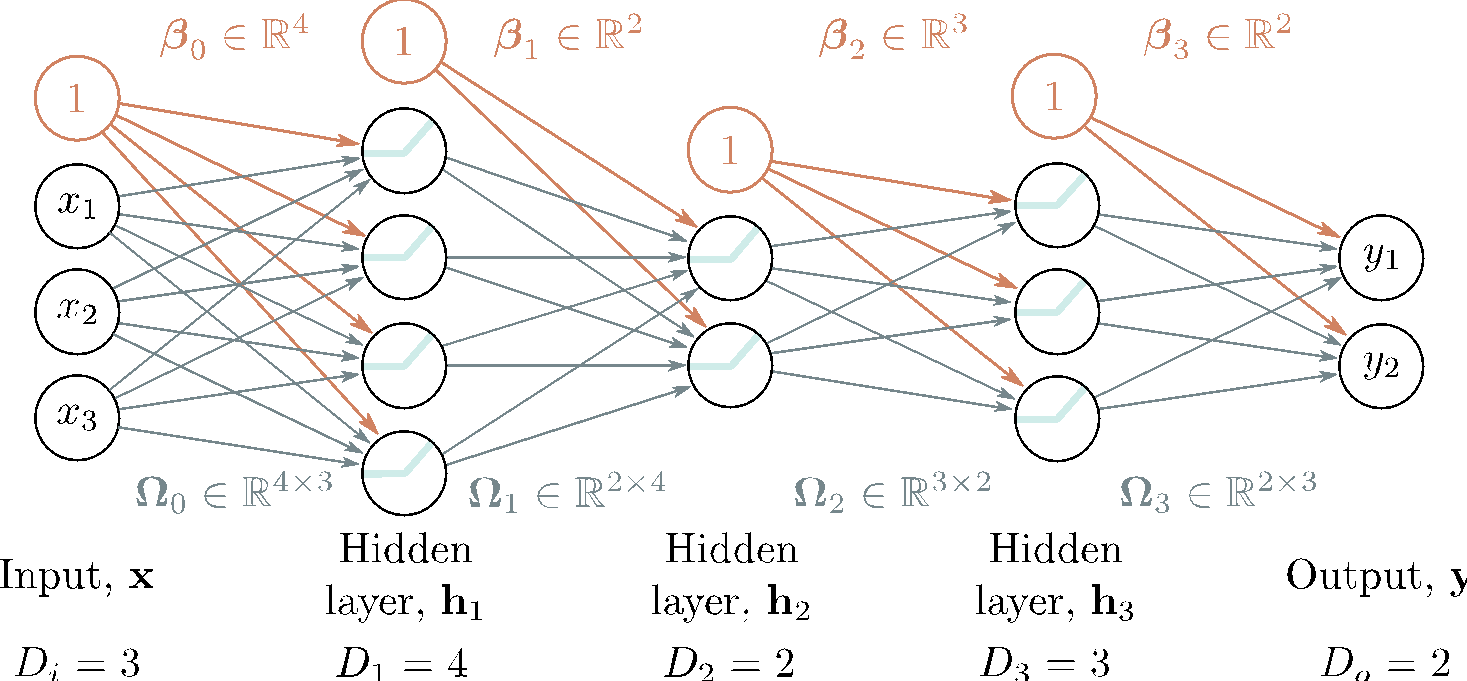 β₀ ∈ ℝ⁴ β₁ ∈ ℝ² β₂ ∈ ℝ³ β₃ ∈ ℝ²
1 1 1 1
x₁
x₂
x₃
y₁
y₂
Ω₀ ∈ ℝ⁴ˣ³ Ω₁ ∈ ℝ²ˣ⁴ Ω₂ ∈ ℝ³ˣ² Ω₃ ∈ ℝ²ˣ³
Input, x
Hidden
layer, h₁
Hidden
layer, h₂
Hidden
layer, h₃
Output, y
Dᵢ = 3 D₁ = 4 D₂ = 2 D₃ = 3 Dₒ = 2